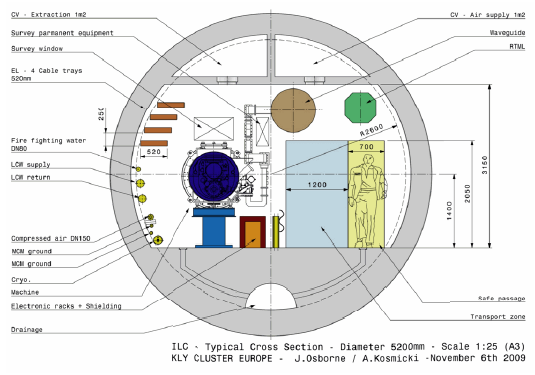 CV - Extraction 1m2
Survey parmanent equipment
Survey window
EL - 4 Cable trays
520mm
Fire fighting water
DN80
LCW supply
LCW return
Compressed air DN150
MCM ground
MCM ground
Cryo.
Machine
Electronic racks + Shielding
Drainage
CV - Air supply 1m2
Waveguide
RTML
250
520
R2600
700
1200
1400
2050
3150
Safe passage
Transport zone
ILC - Typical Cross Section - Diameter 5200mm - Scale 1:25 (A3)
KLY CLUSTER EUROPE - J.Osborne / A.Kosmicki -November 6th 2009